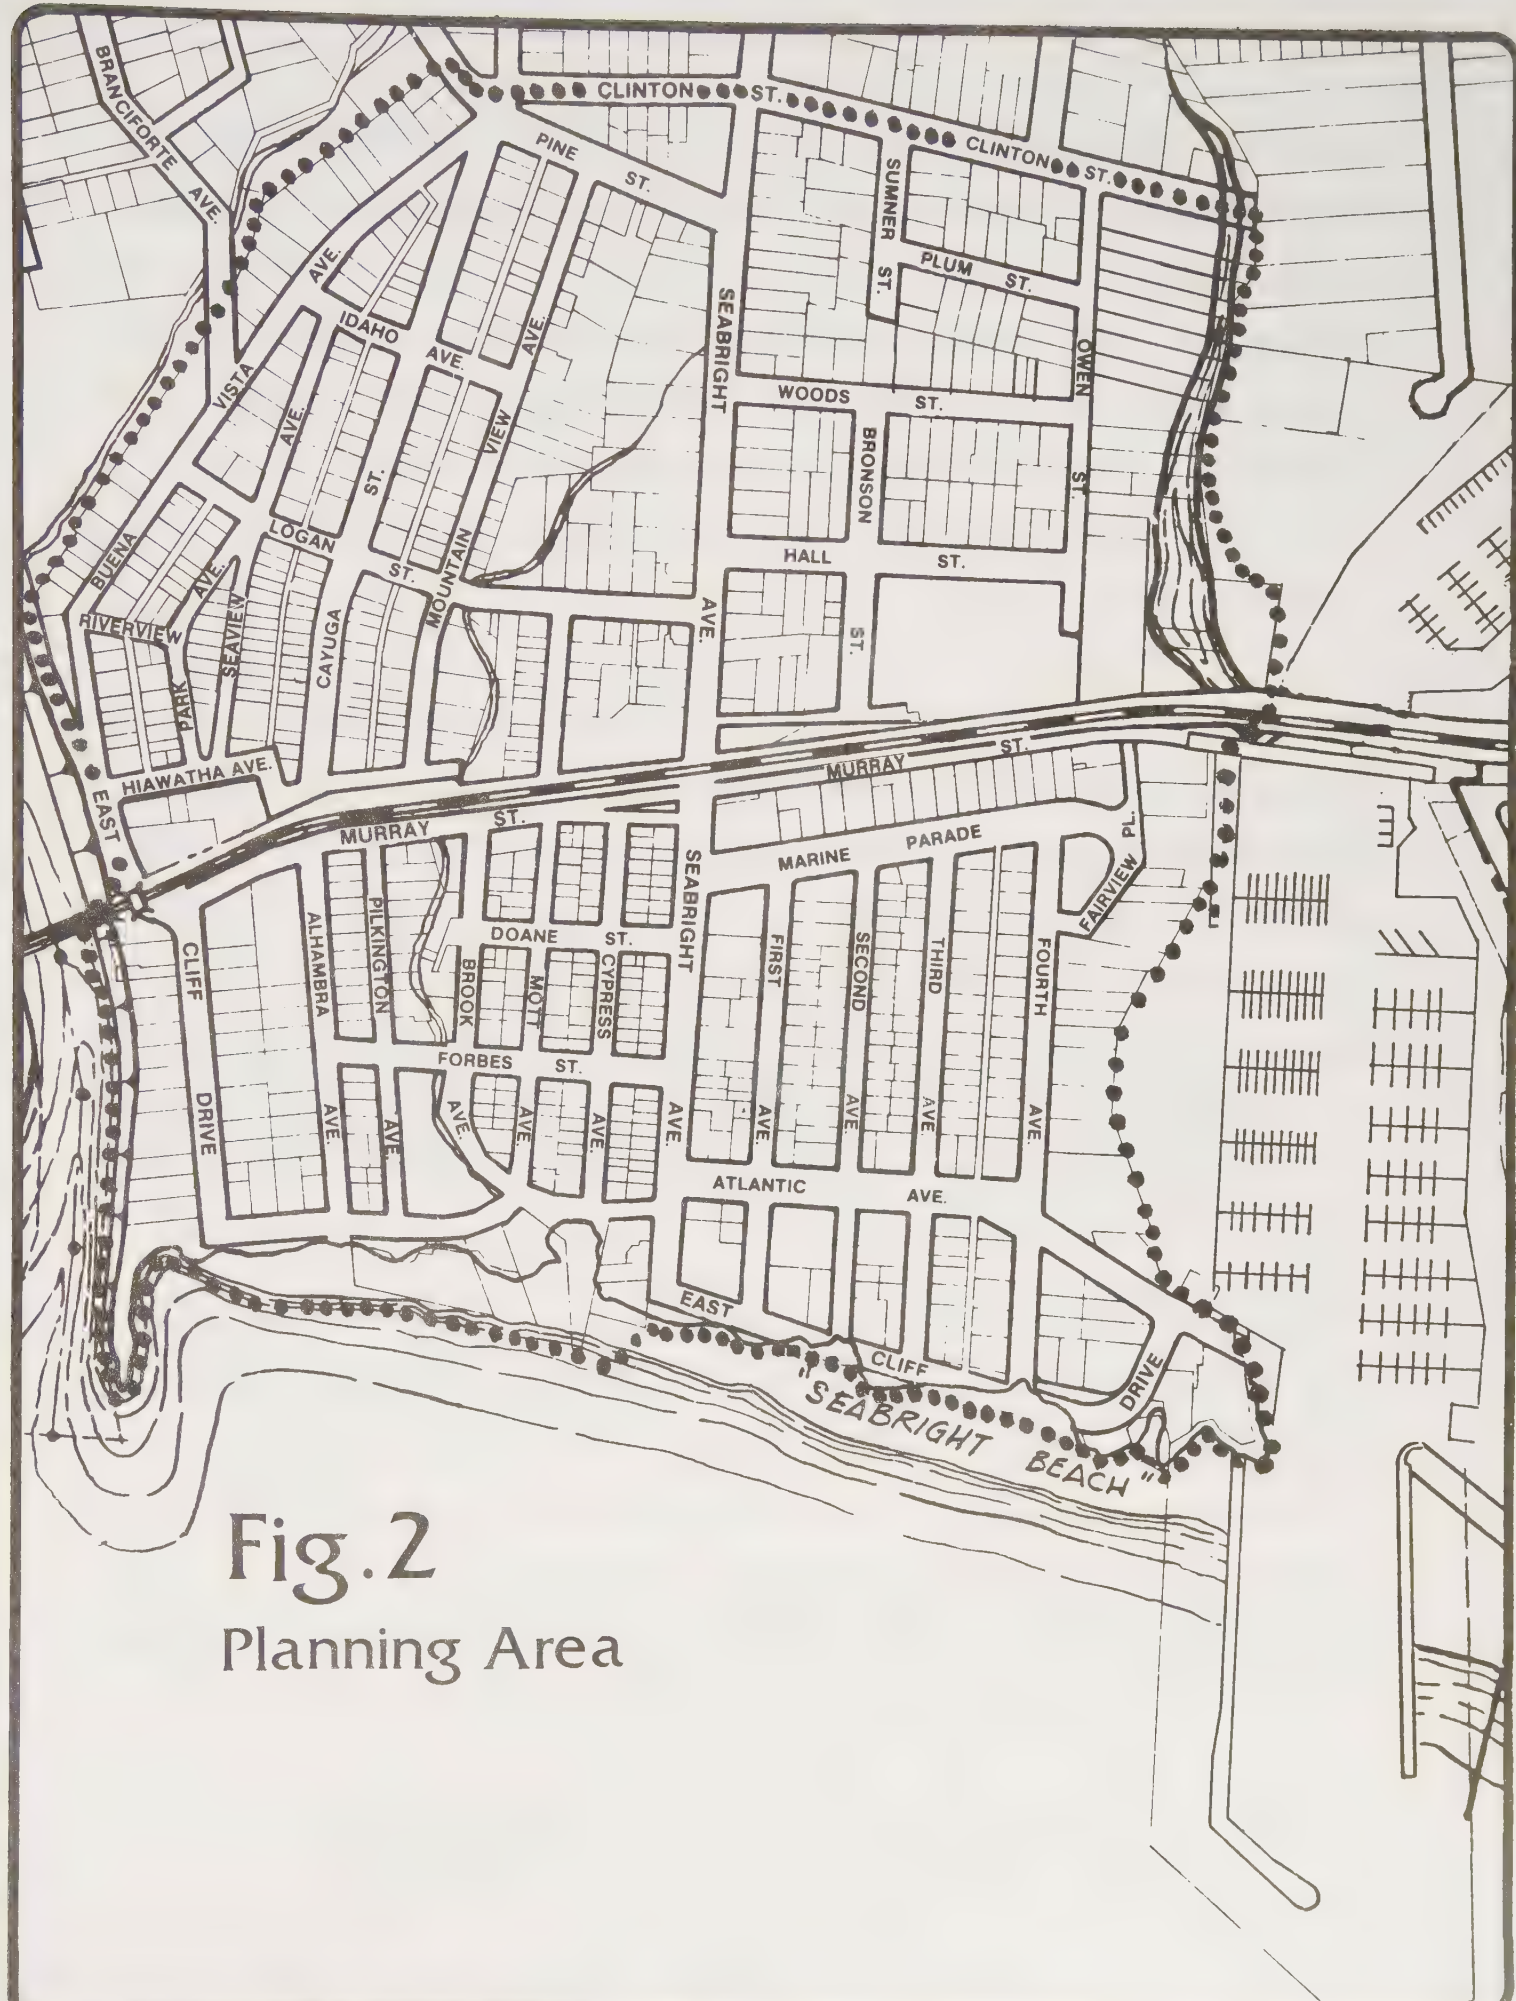 BRANCIFORTE AVE.
CLINTON ST.
CLINTON ST.
PINE ST.
SUMNER ST.
PLUM ST.
AVE.
IDAHO AVE.
AVE.
SEABRIGHT
OWEN ST.
VISTA
AVE.
WOODS ST.
VIEW
BRONSON ST.
ST.
LOGAN ST.
BUENA
AVE.
MOUNTAIN
HALL ST.
RIVERVIEW
SEAVIEW
CAYUGA
AVE.
PARK
HIAWATHA AVE.
EAST
MURRAY ST.
MURRAY ST.
MARINE PARADE
FAIRVIEW PL.
SEABRIGHT
CLIFF DRIVE
ALHAMBRA AVE.
PILKINGTON AVE.
DOANE ST.
BROOK AVE.
MOTT AVE.
CYPRESS AVE.
AVE.
FIRST AVE.
SECOND AVE.
THIRD AVE.
FOURTH AVE.
FORBES ST.
ATLANTIC AVE.
EAST CLIFF DRIVE
"SEABRIGHT BEACH"
Fig.2
Planning Area